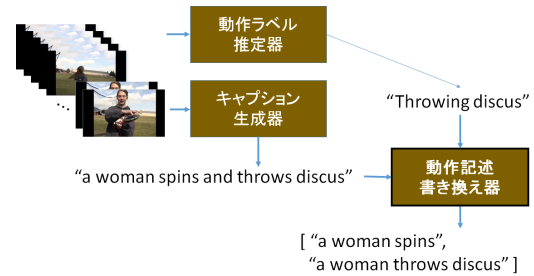 動作ラベル
推定器
キャプション
生成器
“Throwing discus”
“a woman spins and throws discus”
動作記述
書き換え器
[ “a woman spins”,
“a woman throws discus” ]